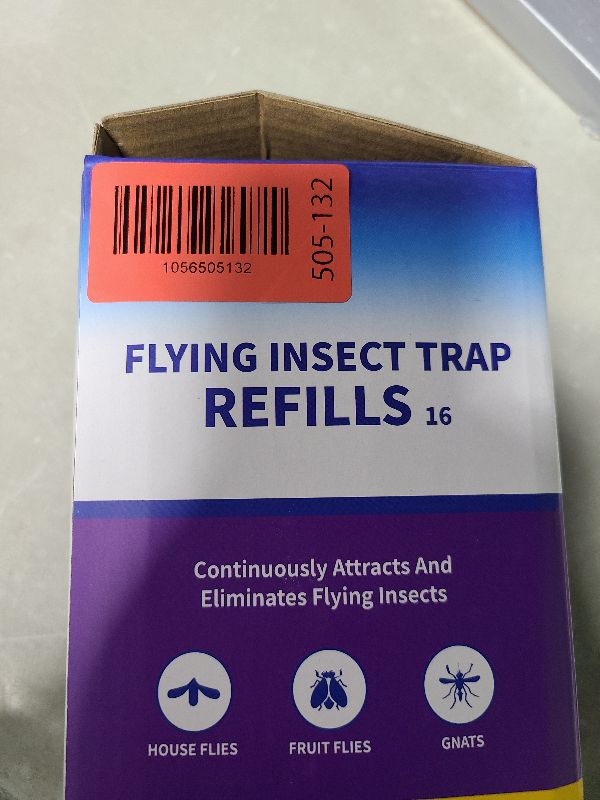 1056505132
505-132
FLYING INSECT TRAP
REFILLS 16
Continuously Attracts And
Eliminates Flying Insects
HOUSE FLIES
FRUIT FLIES
GNATS